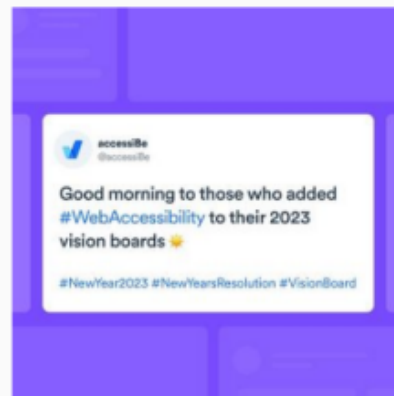 accessiBe
@accessiBe
Good morning to those who added
#WebAccessibility to their 2023
vision boards ☀️
#NewYear2023 #NewYearsResolution #VisionBoard